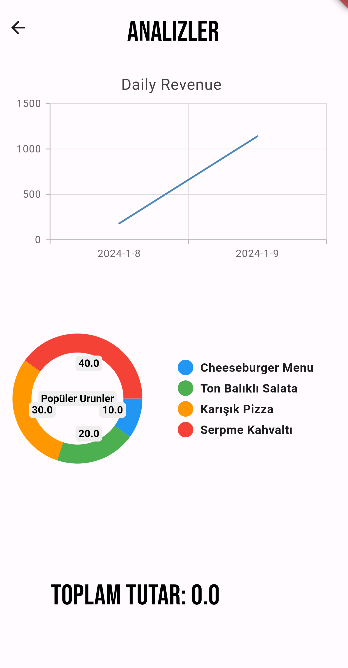 ANALIZLER
Daily Revenue
1500
1000
500
0
2024-1-8 2024-1-9
40.0
Popüler Urunler
30.0 10.0
20.0
Cheeseburger Menu
Ton Balıklı Salata
Karışık Pizza
Serpme Kahvaltı
TOPLAM TUTAR: 0.0